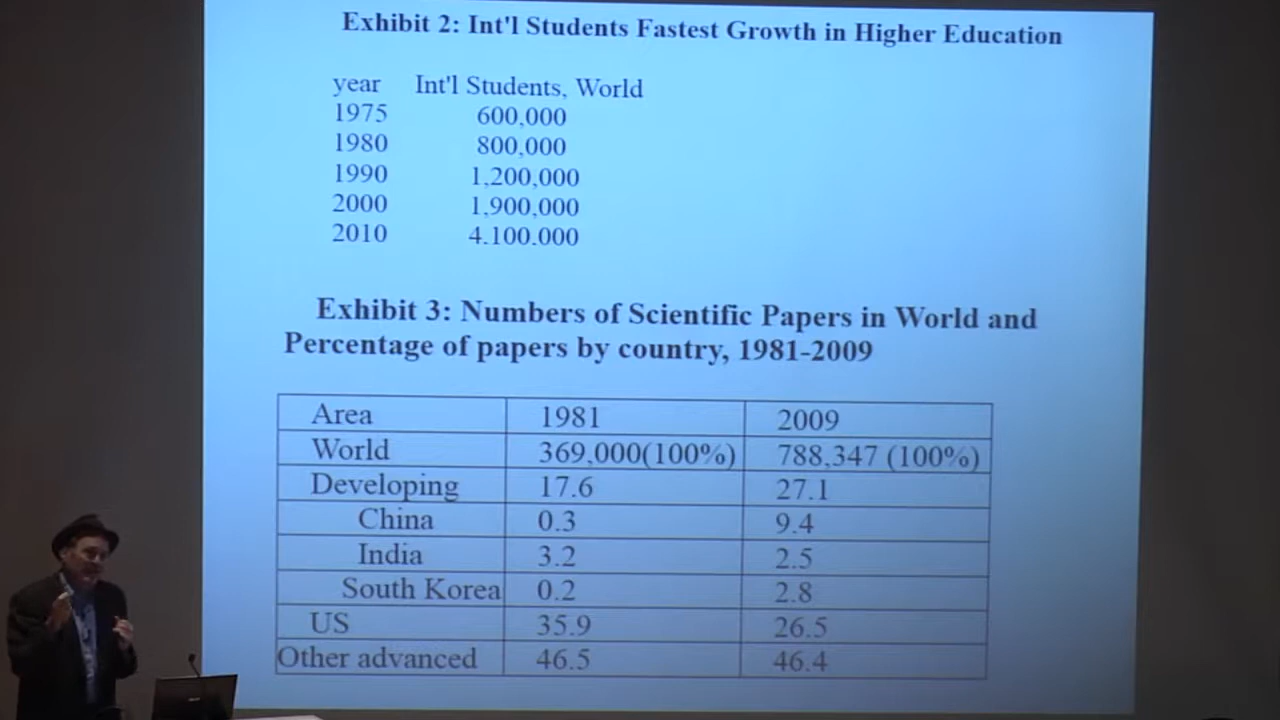 Exhibit 2: Int'l Students Fastest Growth in Higher Education
year Int'l Students, World
1975 600,000
1980 800,000
1990 1,200,000
2000 1,900,000
2010 4.100.000
Exhibit 3: Numbers of Scientific Papers in World and
Percentage of papers by country, 1981-2009
Area 1981 2009
World 369,000(100%) 788,347 (100%)
Developing 17.6 27.1
China 0.3 9.4
India 3.2 2.5
South Korea 0.2 2.8
US 35.9 26.5
Other advanced 46.5 46.4